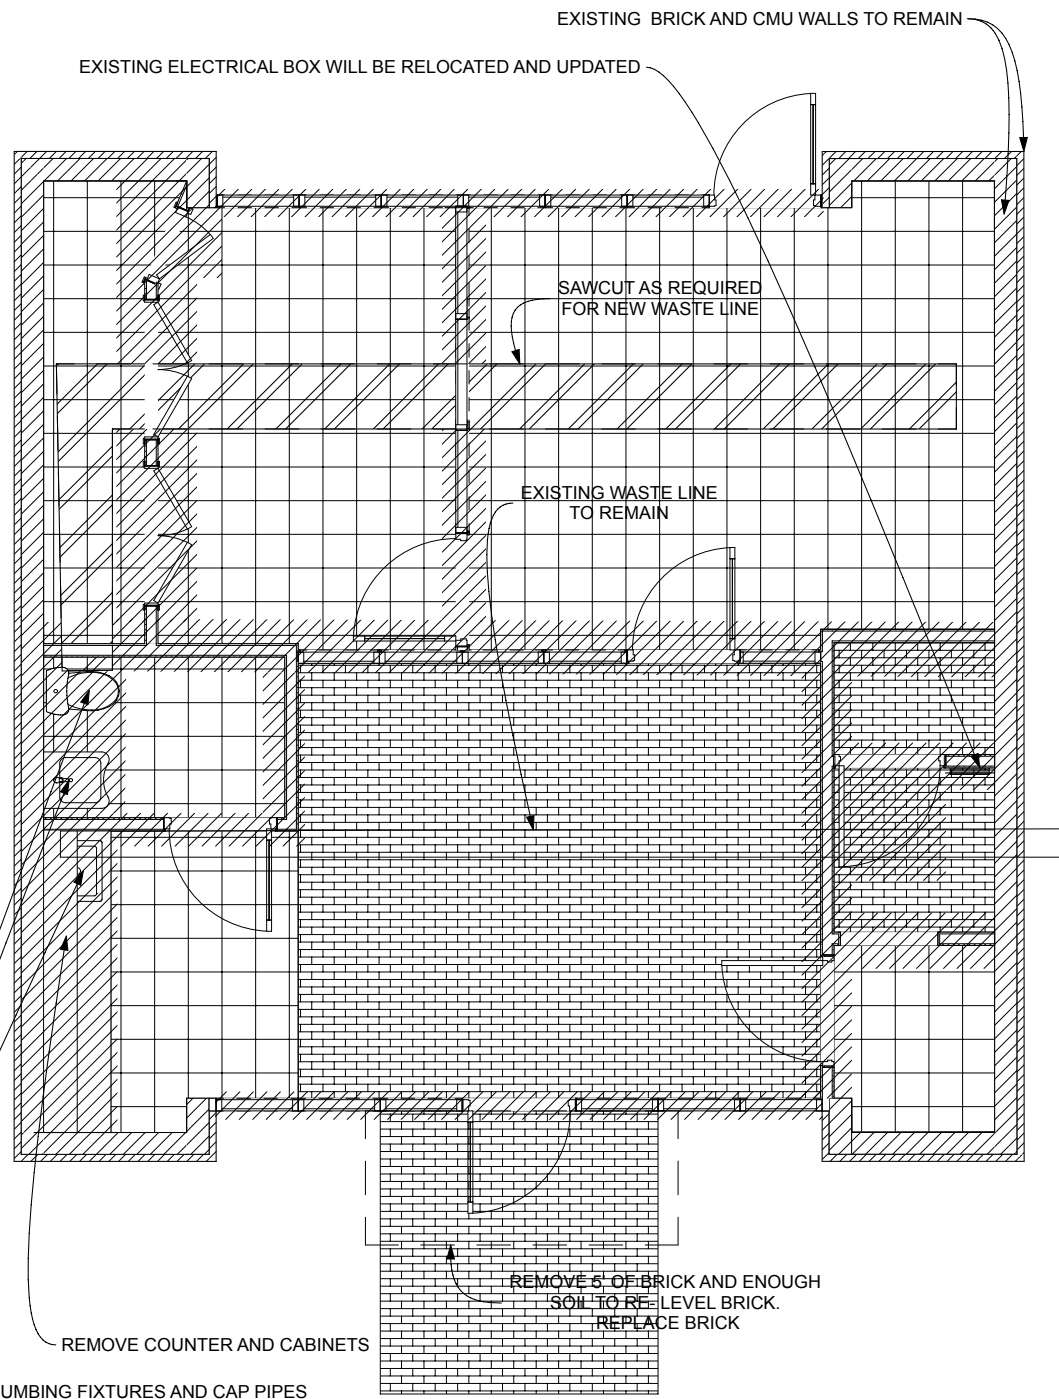 EXISTING BRICK AND CMU WALLS TO REMAIN
EXISTING ELECTRICAL BOX WILL BE RELOCATED AND UPDATED
SAWCUT AS REQUIRED
FOR NEW WASTE LINE
EXISTING WASTE LINE
TO REMAIN
REMOVE 5' OF BRICK AND ENOUGH
SOIL TO RE- LEVEL BRICK.
REPLACE BRICK
REMOVE COUNTER AND CABINETS
UMBING FIXTURES AND CAP PIPES